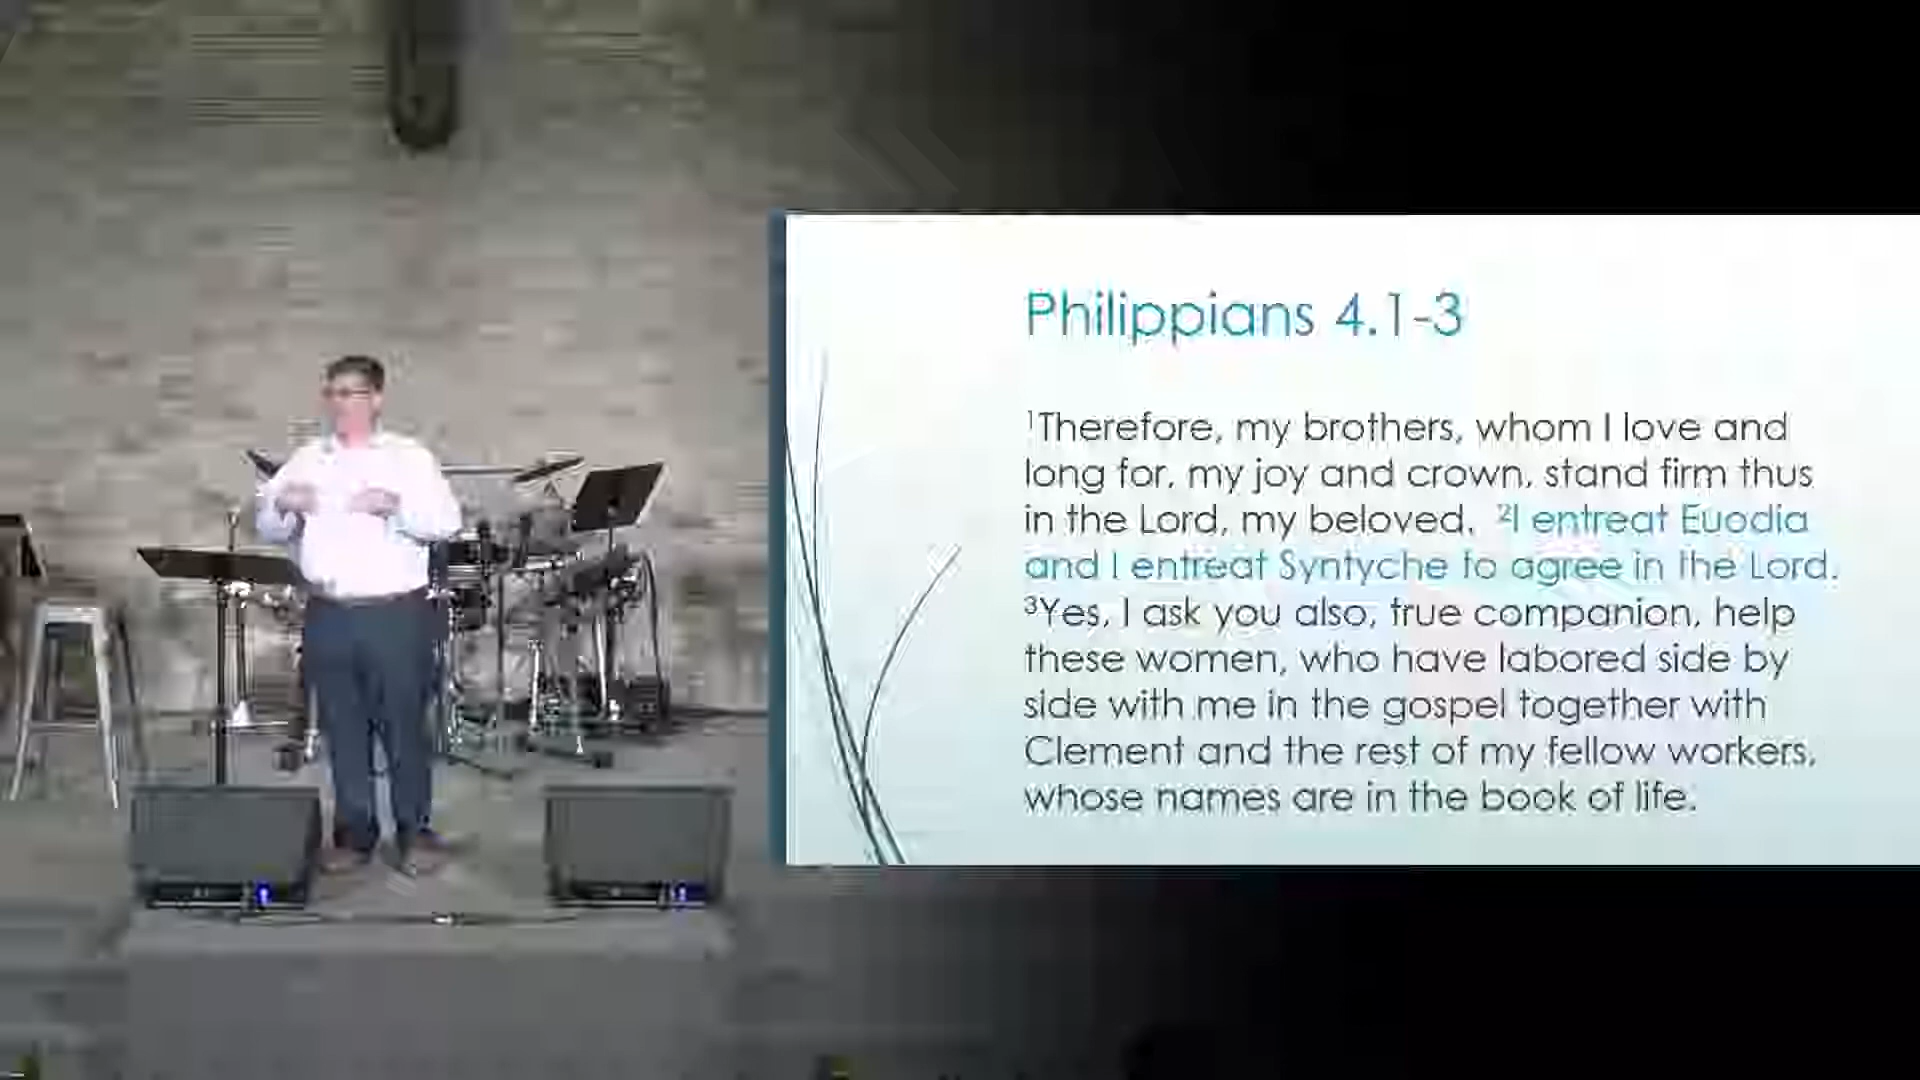 Philippians 4.1-3
¹Therefore, my brothers, whom I love and
long for, my joy and crown, stand firm thus
in the Lord, my beloved. ²I entreat Euodia
and I entreat Syntyche to agree in the Lord.
³Yes, I ask you also, true companion, help
these women, who have labored side by
side with me in the gospel together with
Clement and the rest of my fellow workers,
whose names are in the book of life.